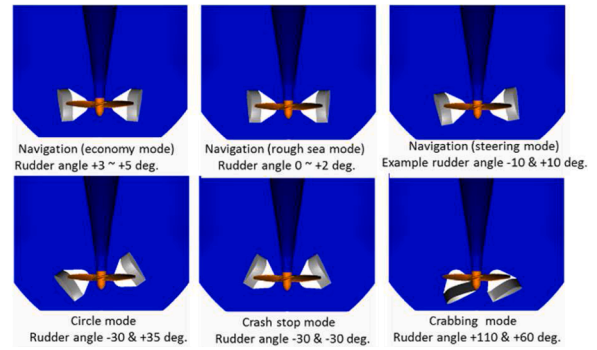 Navigation (economy mode)
Rudder angle +3 ~ +5 deg.
Navigation (rough sea mode)
Rudder angle 0 ~ +2 deg.
Navigation (steering mode)
Example rudder angle -10 & +10 deg.
Circle mode
Rudder angle -30 & +35 deg.
Crash stop mode
Rudder angle -30 & -30 deg.
Crabbing mode
Rudder angle +110 & +60 deg.